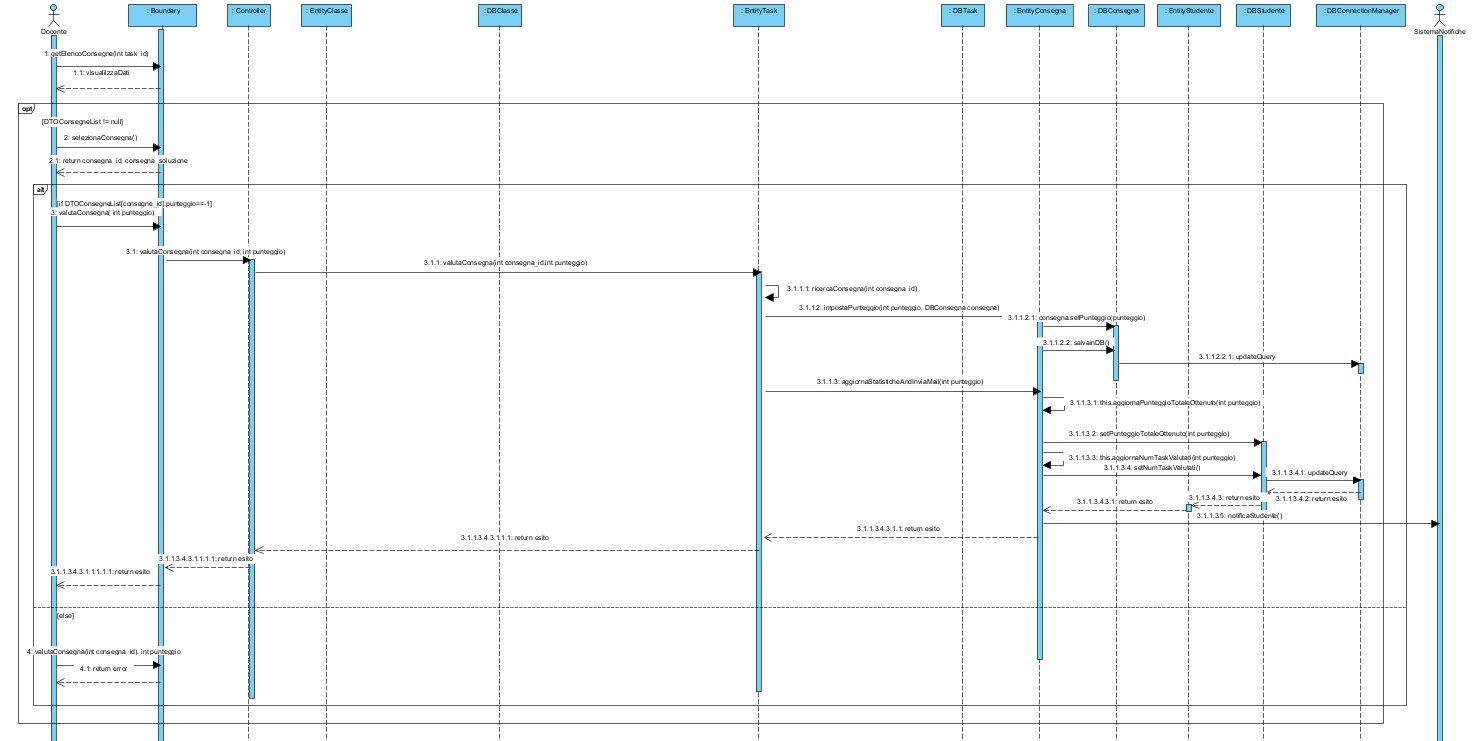 : Boundary
: Controller
: EntityClasse
: DBClasse
: EntityTask
: DBTask
: EntityConsegna
: DBConsegna
: EntityStudente
: DBStudente
: DBConnectionManager
Docente
SistemaNotifiche
1: getElencoConsegne(int task_id)
1.1: visualizzaDati
opt
[DTOConsegneList != null]
2: selezionaConsegna()
2.1: return consegna_id, consegna_soluzione
alt
[if DTOConsegneList[consegne_id].punteggio==-1]
3: valutaConsegna( int punteggio)
3.1: valutaConsegna(int consegna_id, int punteggio)
3.1.1: valutaConsegna(int consegna_id,int punteggio)
3.1.1.1: ricercaConsegna(int consegna_id)
3.1.1.2: impostaPunteggio(int punteggio, DBConsegna consegna)
3.1.1.2.1: consegna.setPunteggio(punteggio)
3.1.1.2.2: salvainDB()
3.1.1.2.2.1: updateQuery
3.1.1.3: aggiornaStatisticheAndInviaMail(int punteggio)
3.1.1.3.1: this.aggiornaPunteggioTotaleOttenuto(int punteggio)
3.1.1.3.2: setPunteggioTotaleOttenuto(int punteggio)
3.1.1.3.3: this.aggiornaNumTaskValutati(int punteggio)
3.1.1.3.4: setNumTaskValutati()
3.1.1.3.4.1: updateQuery
3.1.1.3.4.2: return esito
3.1.1.3.4.3: return esito
3.1.1.3.4.3.1: return esito
3.1.1.3.5: notificaStudente()
3.1.1.3.4.3.1.1: return esito
3.1.1.3.4.3.1.1.1: return esito
3.1.1.3.4.3.1.1.1.1: return esito
3.1.1.3.4.3.1.1.1.1.1: return esito
[else]
4: valutaConsegna(int consegna_id), int punteggio
4.1: return error